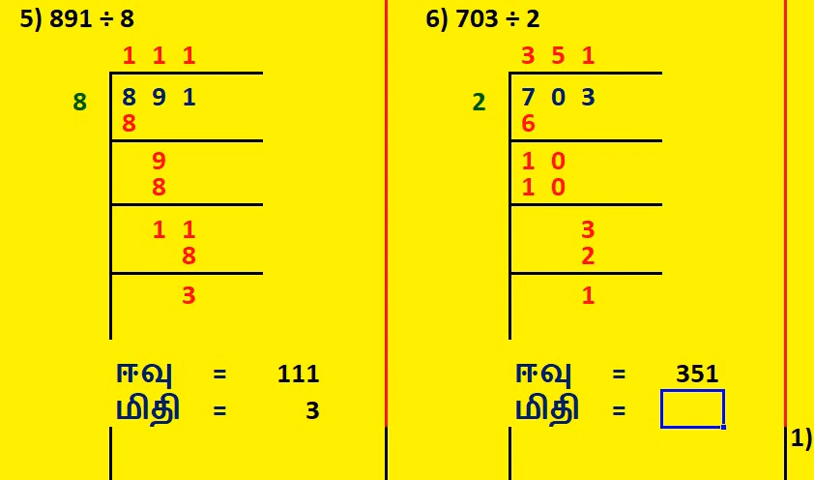 5) 891 ÷ 8
1 1 1
8 8 9 1
8
9
8
1 1
8
3
ஈவு = 111
மிதி = 3
6) 703 ÷ 2
3 5 1
2 7 0 3
6
1 0
1 0
3
2
1
ஈவு = 351
மிதி =
1)